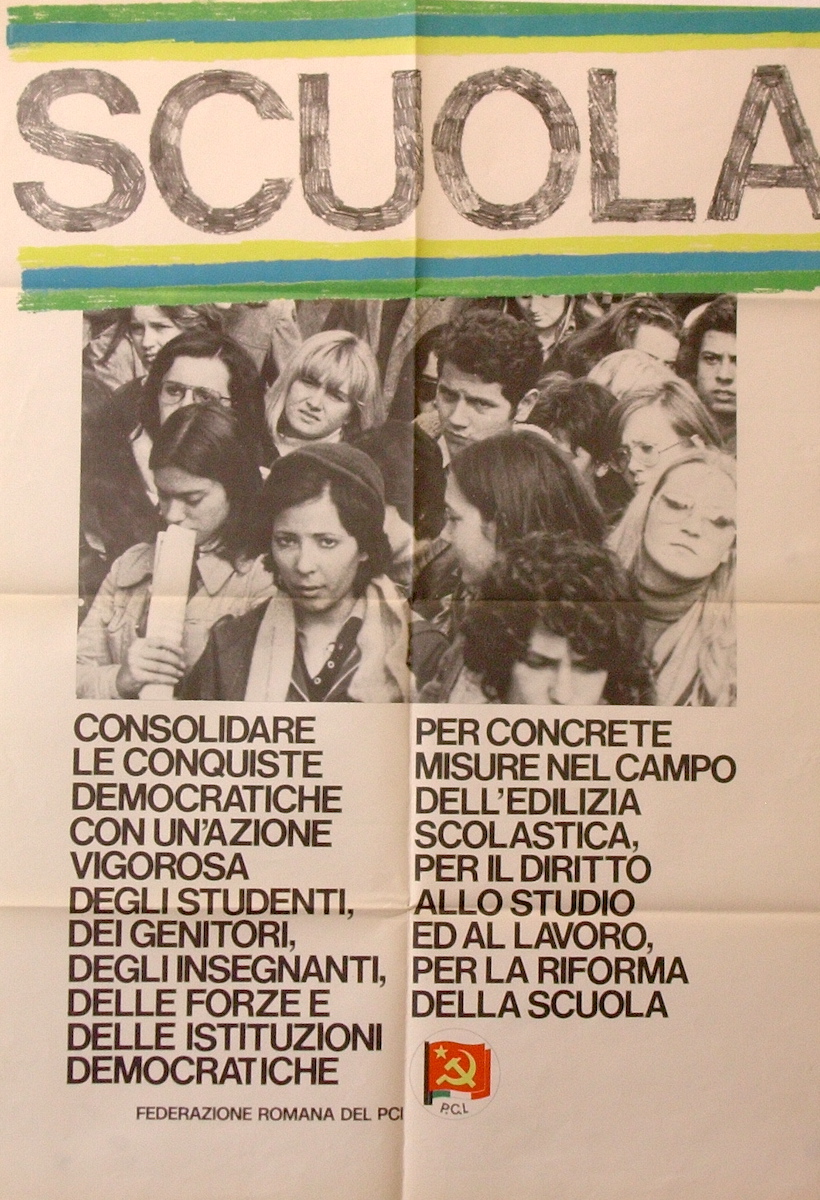 SCUOLA
CONSOLIDARE
LE CONQUISTE
DEMOCRATICHE
CON UN'AZIONE
VIGOROSA
DEGLI STUDENTI,
DEI GENITORI,
DEGLI INSEGNANTI,
DELLE FORZE E
DELLE ISTITUZIONI
DEMOCRATICHE
PER CONCRETE
MISURE NEL CAMPO
DELL'EDILIZIA
SCOLASTICA,
PER IL DIRITTO
ALLO STUDIO
ED AL LAVORO,
PER LA RIFORMA
DELLA SCUOLA
P.C.I.
FEDERAZIONE ROMANA DEL PCI